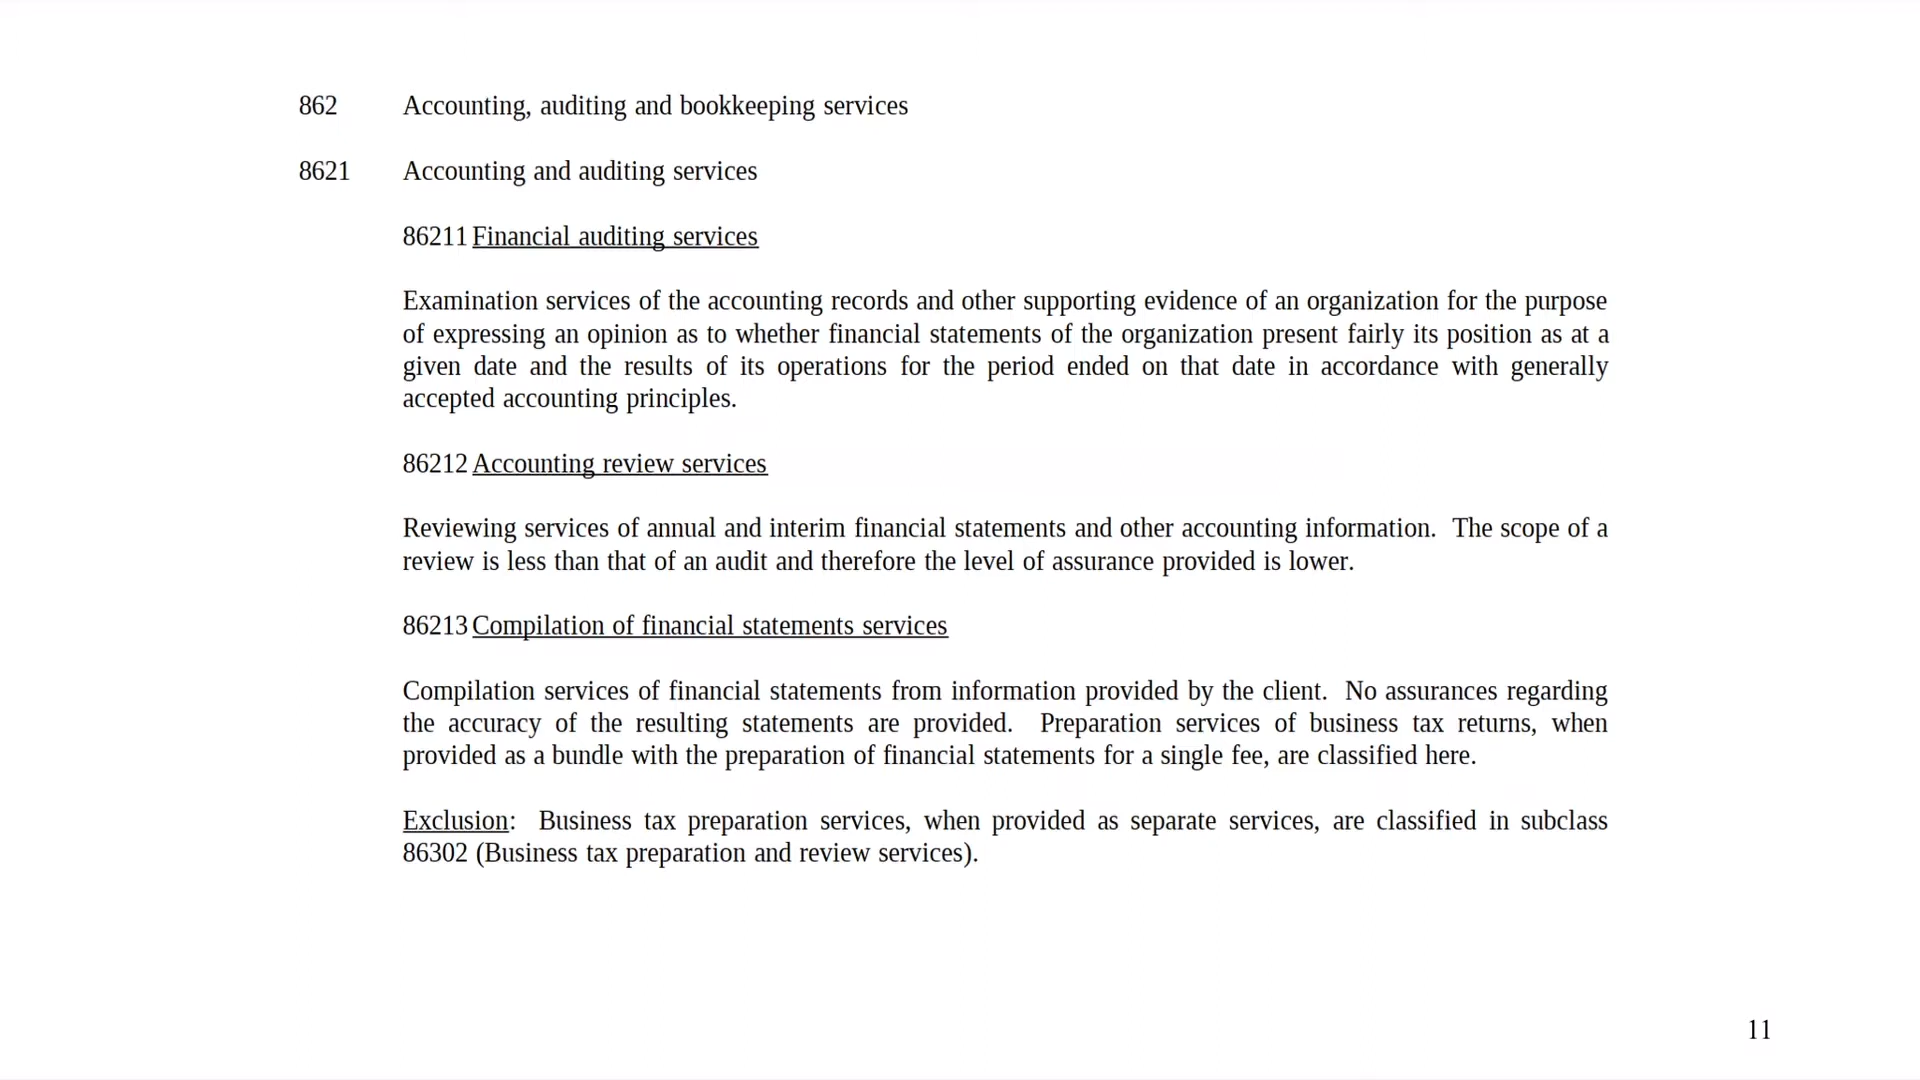 862 Accounting, auditing and bookkeeping services
8621 Accounting and auditing services
86211 Financial auditing services
Examination services of the accounting records and other supporting evidence of an organization for the purpose
of expressing an opinion as to whether financial statements of the organization present fairly its position as at a
given date and the results of its operations for the period ended on that date in accordance with generally
accepted accounting principles.
86212 Accounting review services
Reviewing services of annual and interim financial statements and other accounting information. The scope of a
review is less than that of an audit and therefore the level of assurance provided is lower.
86213 Compilation of financial statements services
Compilation services of financial statements from information provided by the client. No assurances regarding
the accuracy of the resulting statements are provided. Preparation services of business tax returns, when
provided as a bundle with the preparation of financial statements for a single fee, are classified here.
Exclusion: Business tax preparation services, when provided as separate services, are classified in subclass
86302 (Business tax preparation and review services).
11